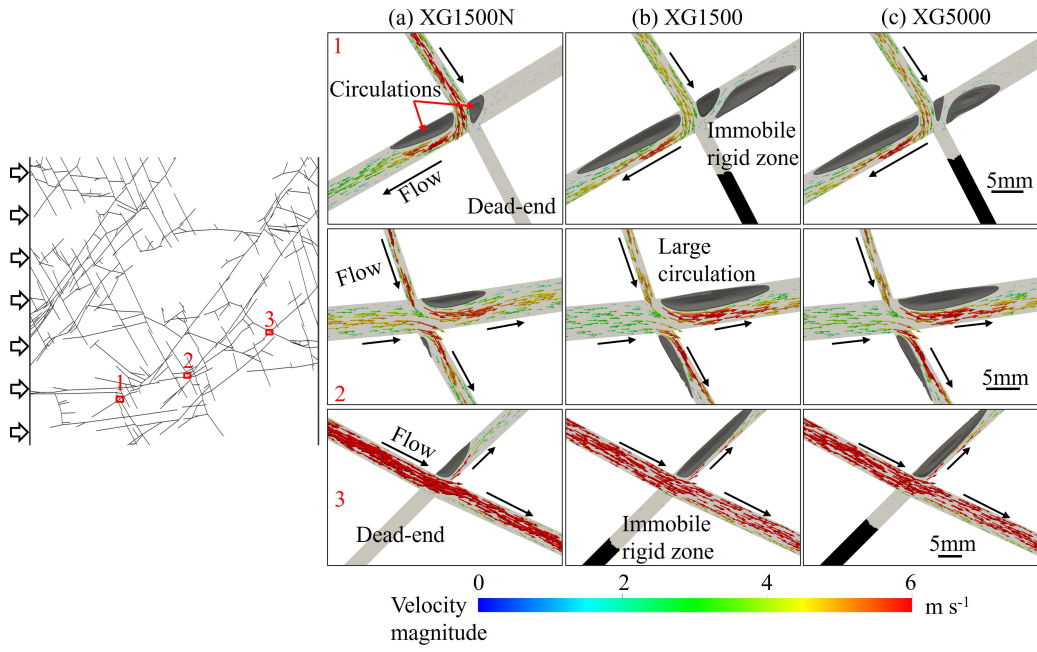 (a) XG1500N
(b) XG1500
(c) XG5000
1
Circulations
Flow
Dead-end
Immobile
rigid zone
5mm
1
2
3
Flow
2
Large
circulation
5mm
Flow
3
Dead-end
Immobile
rigid zone
5mm
0
2
4
6
m s⁻¹
Velocity
magnitude